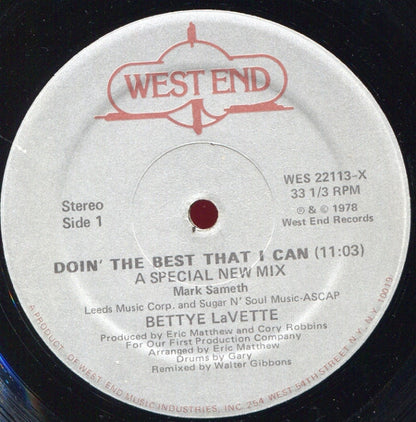 WEST END
WES 22113-X
33 1/3 RPM
Stereo
Side 1
℗ & © 1978
West End Records
DOIN' THE BEST THAT I CAN (11:03)
A SPECIAL NEW MIX
Mark Sameth
Leeds Music Corp. and Sugar N' Soul Music-ASCAP
BETTYE LaVETTE
Produced by Eric Matthew and Cory Robbins
For Our First Production Company
Arranged by Eric Matthew
Drums by Gary
Remixed by Walter Gibbons
A PRODUCT OF WEST END MUSIC INDUSTRIES, INC. 254 WEST 54TH STREET, N.Y., N.Y. 10019